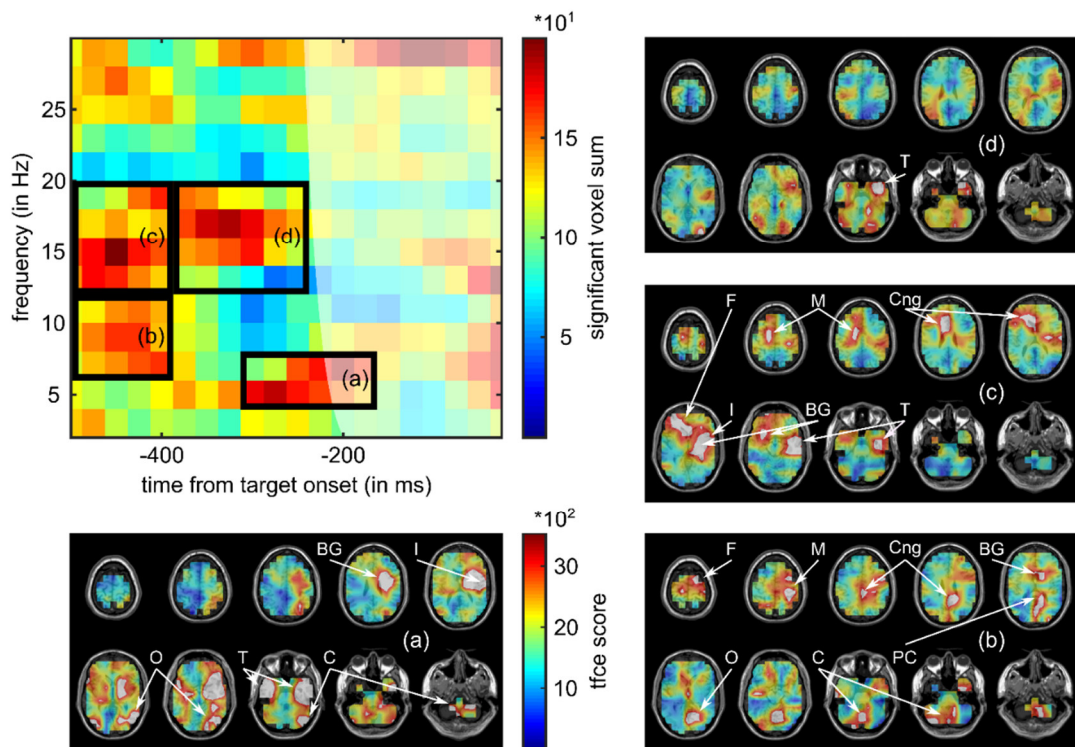 *10¹
30
25
20
15
10
5
frequency (in Hz)
(c)
(d)
(b)
(a)
-400
-200
time from target onset (in ms)
15
10
5
significant voxel sum
(d)
T
F
M
Cng
(c)
I
BG
T
*10²
BG
I
(a)
O
T
C
30
20
10
tfce score
F
M
Cng
BG
(b)
O
C
PC